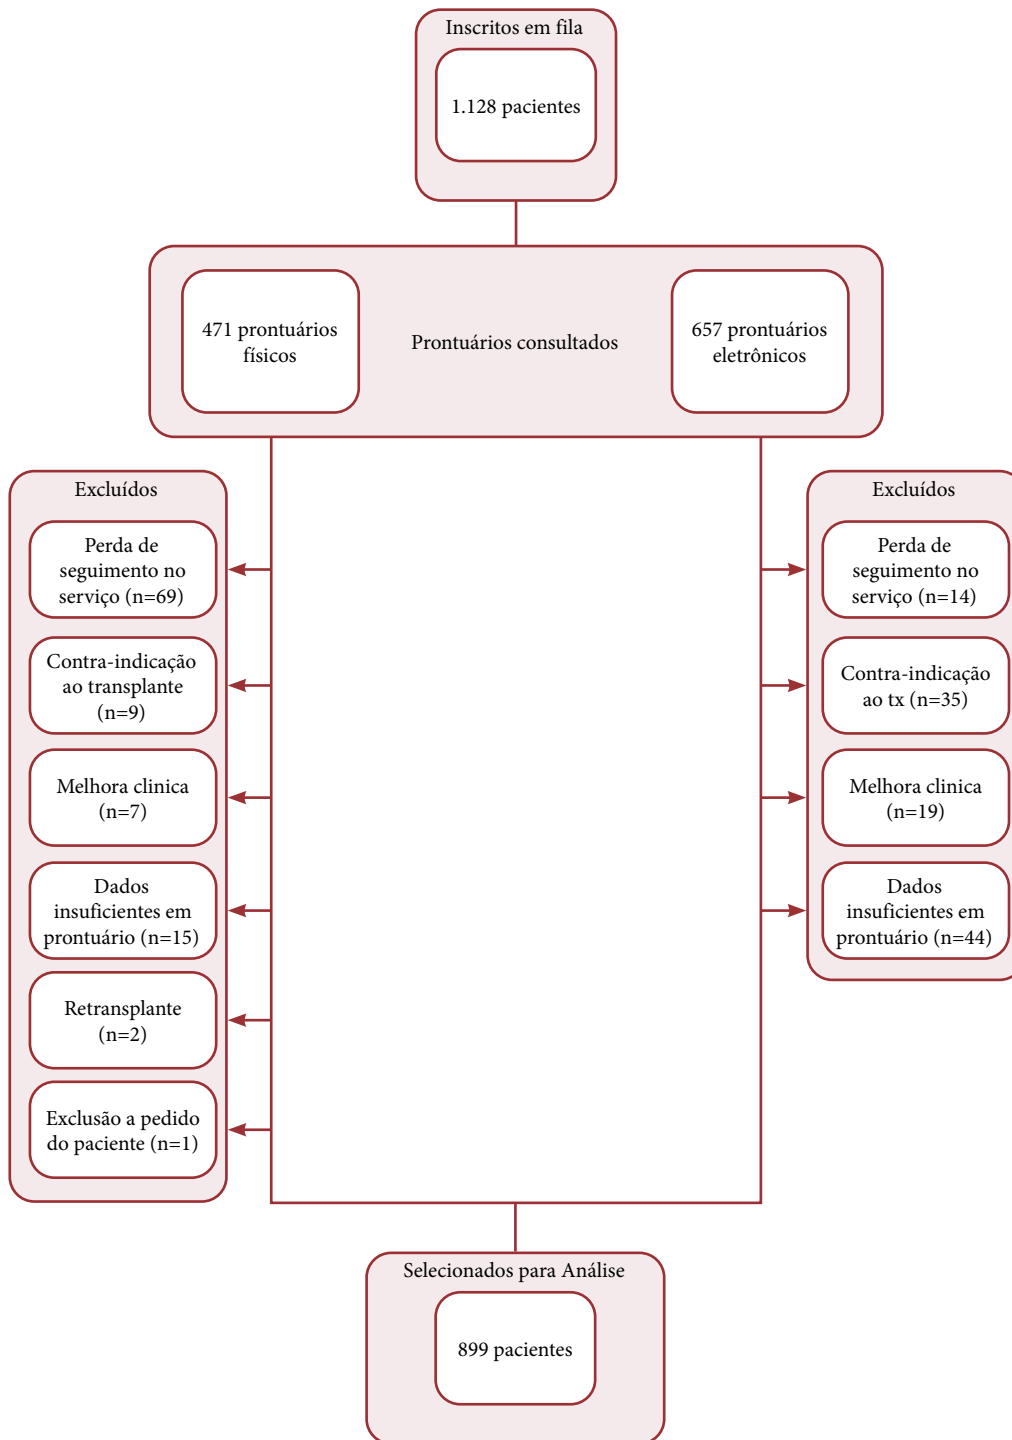 Inscritos em fila
1.128 pacientes
471 prontuários
físicos
Prontuários consultados
657 prontuários
eletrônicos
Excluídos
Perda de
seguimento no
serviço (n=69)
Contra-indicação
ao transplante
(n=9)
Melhora clinica
(n=7)
Dados
insuficientes em
prontuário (n=15)
Retransplante
(n=2)
Exclusão a pedido
do paciente (n=1)
Excluídos
Perda de
seguimento no
serviço (n=14)
Contra-indicação
ao tx (n=35)
Melhora clinica
(n=19)
Dados
insuficientes em
prontuário (n=44)
Selecionados para Análise
899 pacientes